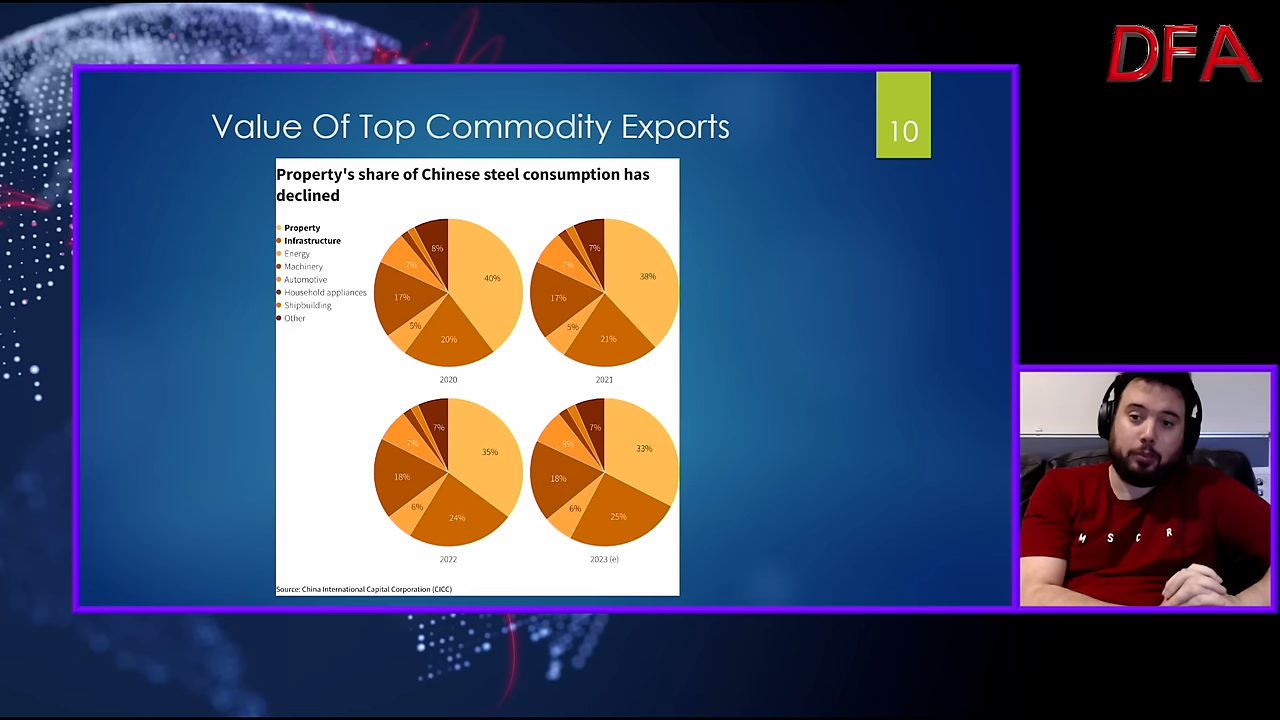 DFA
Value Of Top Commodity Exports
10
Property's share of Chinese steel consumption has
declined
Property
Infrastructure
Energy
Machinery
Automotive
Household appliances
Shipbuilding
Other
8%
7%
40%
17%
5%
20%
2020
7%
7%
38%
17%
5%
21%
2021
7%
7%
35%
18%
6%
24%
2022
7%
8%
33%
18%
6%
25%
2023 (e)
Source: China International Capital Corporation (CICC)
M S C R